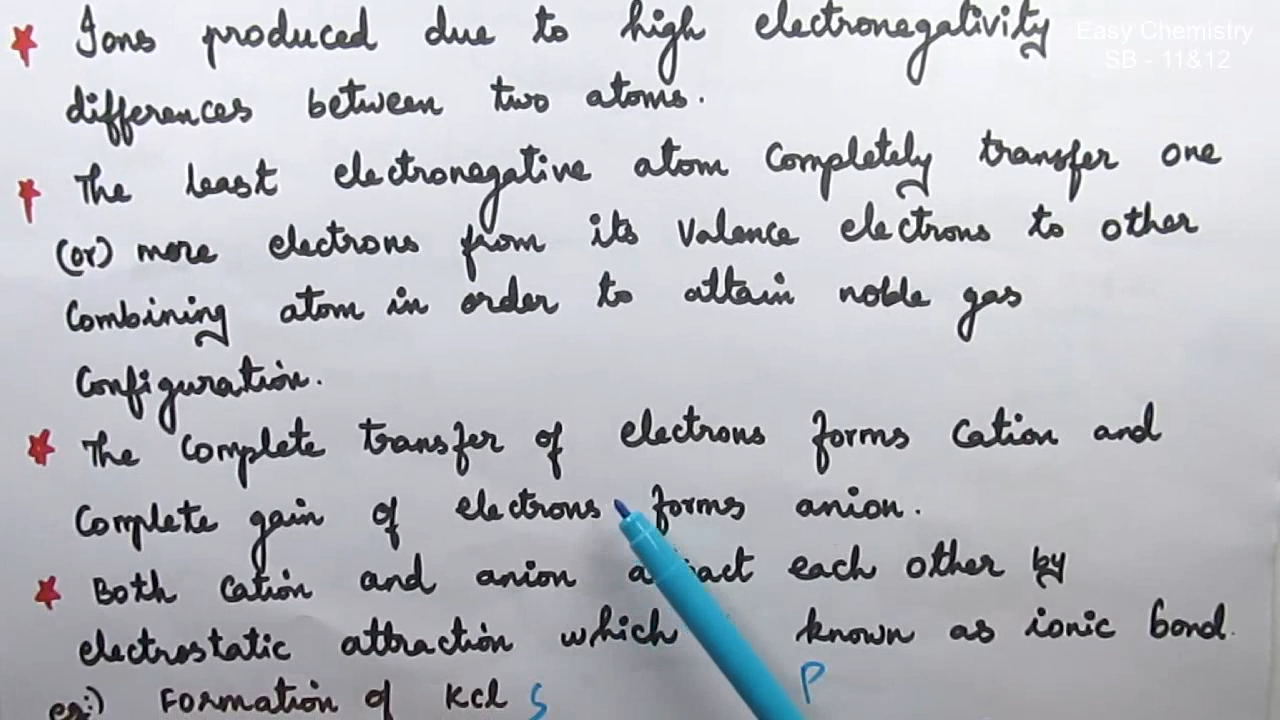 Easy Chemistry
SB - 11&12
Ions produced due to high electronegativity
differences between two atoms.
The least electronegative atom completely transfer one
(or) more electrons from its valence electrons to other
combining atom in order to attain noble gas
configuration.
The complete transfer of electrons forms cation and
complete gain of electrons forms anion.
Both cation and anion each other by
electrostatic attraction which known as ionic bond.
eg:) Formation of KCl S P